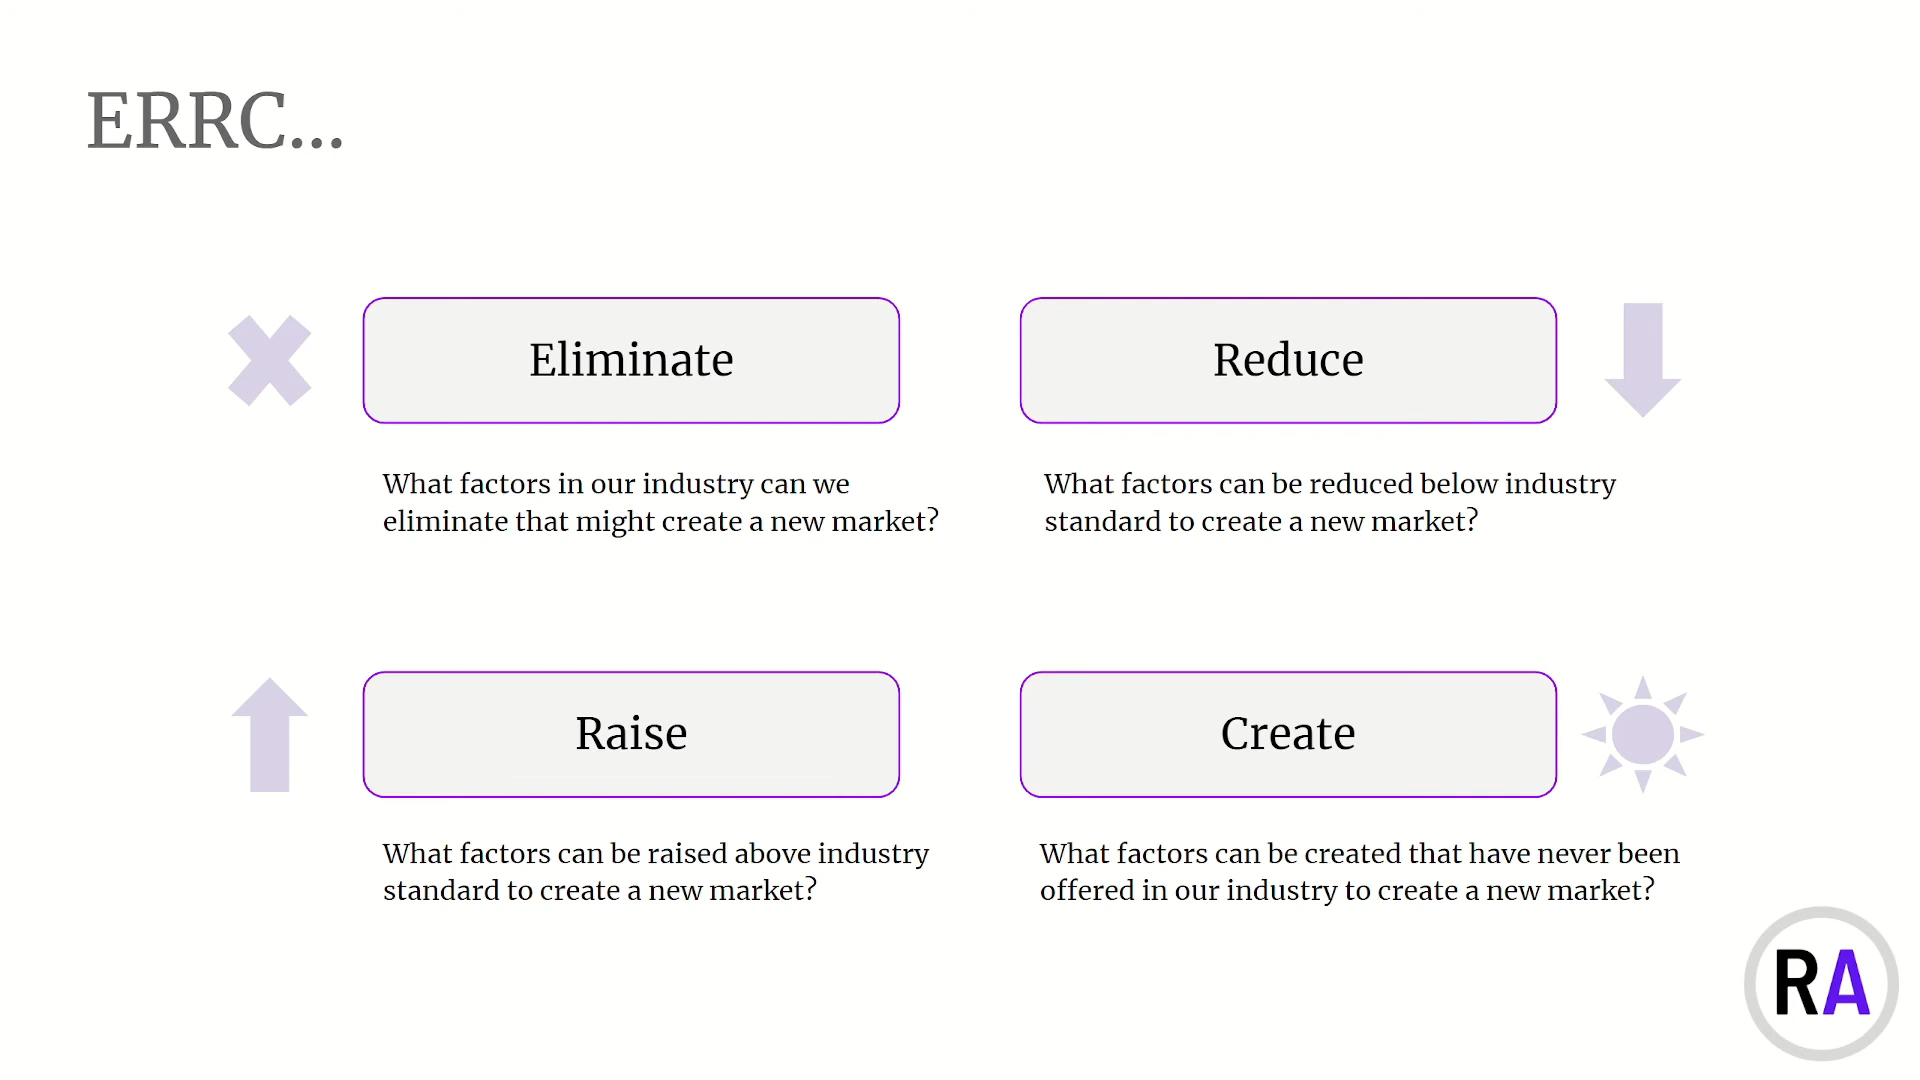 ERRC...
Eliminate
Reduce
What factors in our industry can we
eliminate that might create a new market?
What factors can be reduced below industry
standard to create a new market?
Raise
Create
What factors can be raised above industry
standard to create a new market?
What factors can be created that have never been
offered in our industry to create a new market?
RA